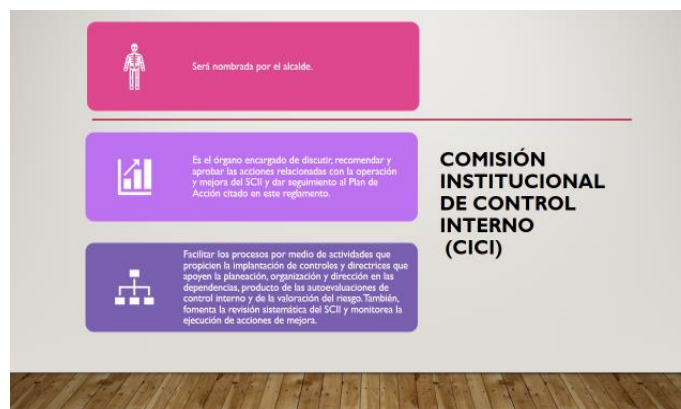 Será nombrada por el alcalde.
Es el órgano encargado de discutir, recomendar y
aprobar las acciones relacionadas con la operación
y mejora del SCII y dar seguimiento al Plan de
Acción citado en este reglamento.
Facilitar los procesos por medio de actividades que
propicien la implantación de controles y directrices que
apoyen la planeación, organización y dirección en las
dependencias, producto de las autoevaluaciones de
control interno y de la valoración del riesgo. También,
fomenta la revisión sistemática del SCII y monitorea la
ejecución de acciones de mejora.
COMISIÓN
INSTITUCIONAL
DE CONTROL
INTERNO
(CICI)